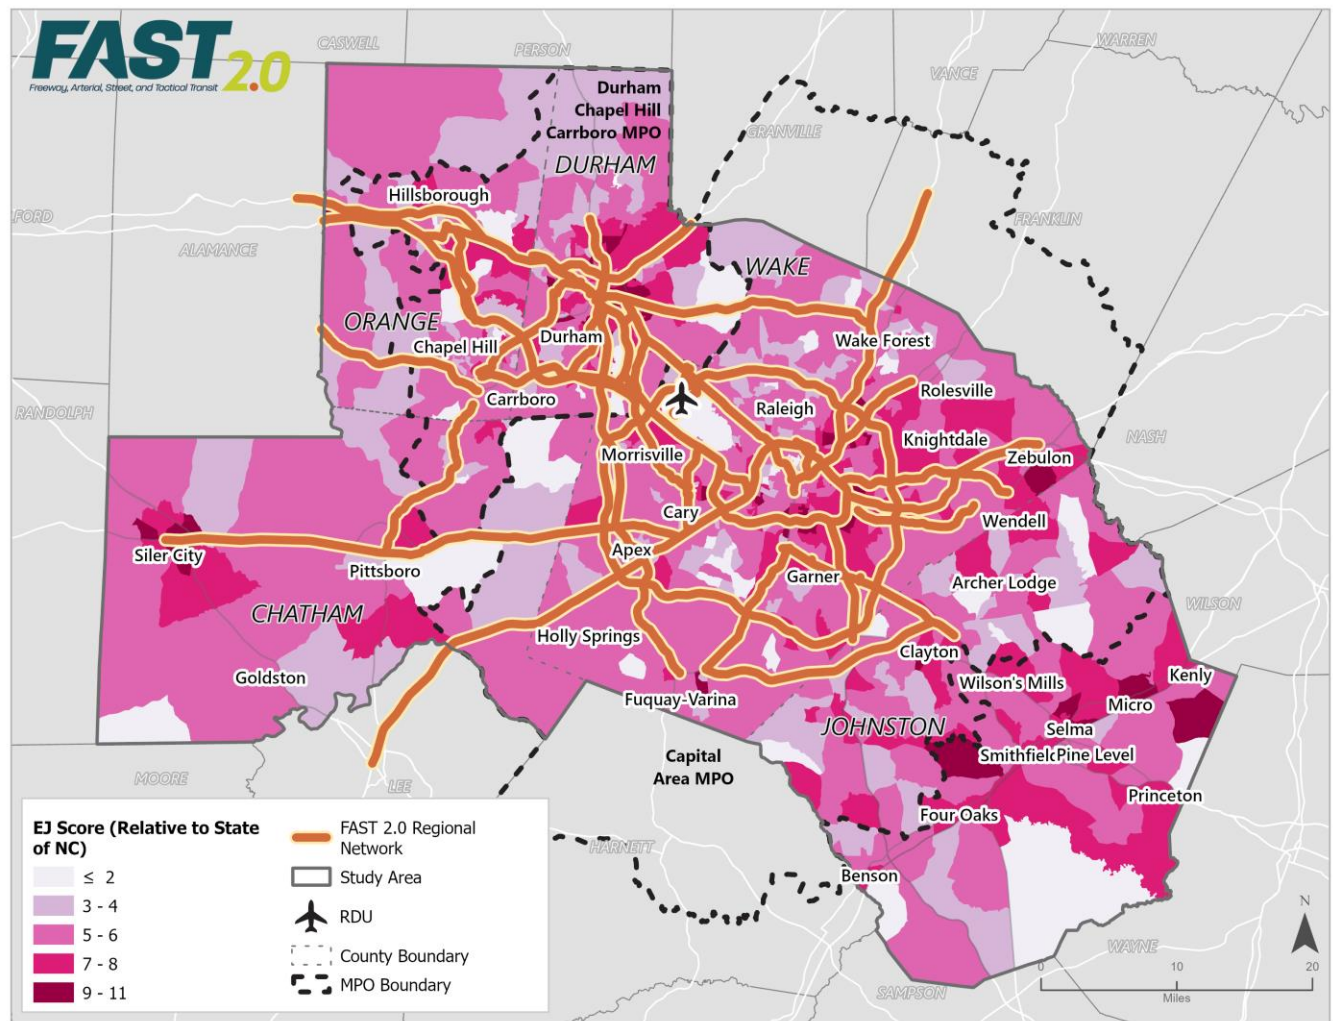 FAST 2.0
Freeway, Arterial, Street, and Tactical Transit
CASWELL
PERSON
WARREN
VANCE
GRANVILLE
FRANKLIN
FORD
ALAMANCE
RANDOLPH
NASH
WILSON
MOORE
LEE
HARNETT
WAYNE
SAMPSON
Durham
Chapel Hill
Carrboro MPO
DURHAM
Hillsborough
WAKE
ORANGE
Chapel Hill
Durham
Wake Forest
Carrboro
Raleigh
Rolesville
Morrisville
Knightdale
Zebulon
Cary
Wendell
Siler City
Pittsboro
Apex
Garner
Archer Lodge
CHATHAM
Holly Springs
Clayton
Goldston
Fuquay-Varina
Wilson's Mills
Kenly
Micro
JOHNSTON
Selma
Capital
Area MPO
Smithfield
Pine Level
Princeton
Four Oaks
Benson
EJ Score (Relative to State
of NC)
≤ 2
3 - 4
5 - 6
7 - 8
9 - 11
FAST 2.0 Regional
Network
Study Area
RDU
County Boundary
MPO Boundary
N
0 10 20
Miles